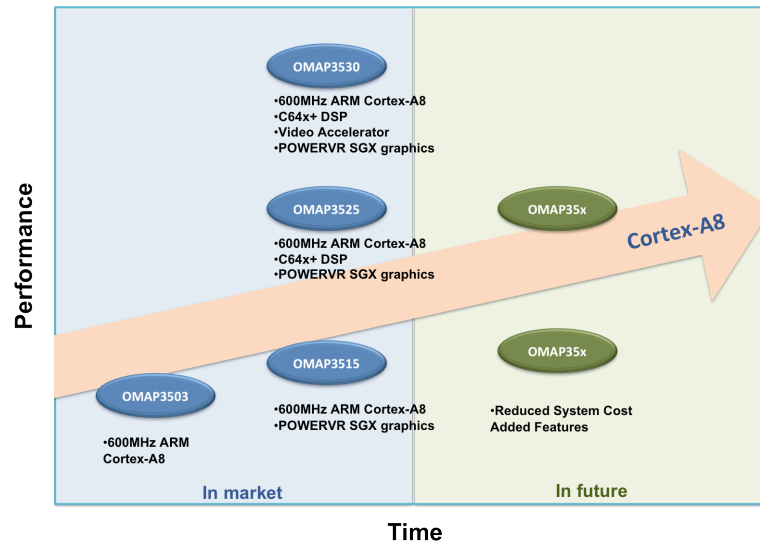 OMAP3530
•600MHz ARM Cortex-A8
•C64x+ DSP
•Video Accelerator
•POWERVR SGX graphics
OMAP3525
•600MHz ARM Cortex-A8
•C64x+ DSP
•POWERVR SGX graphics
OMAP35x
Cortex-A8
Performance
OMAP3515
•600MHz ARM Cortex-A8
•POWERVR SGX graphics
OMAP3503
•600MHz ARM
Cortex-A8
OMAP35x
•Reduced System Cost
Added Features
In market
In future
Time